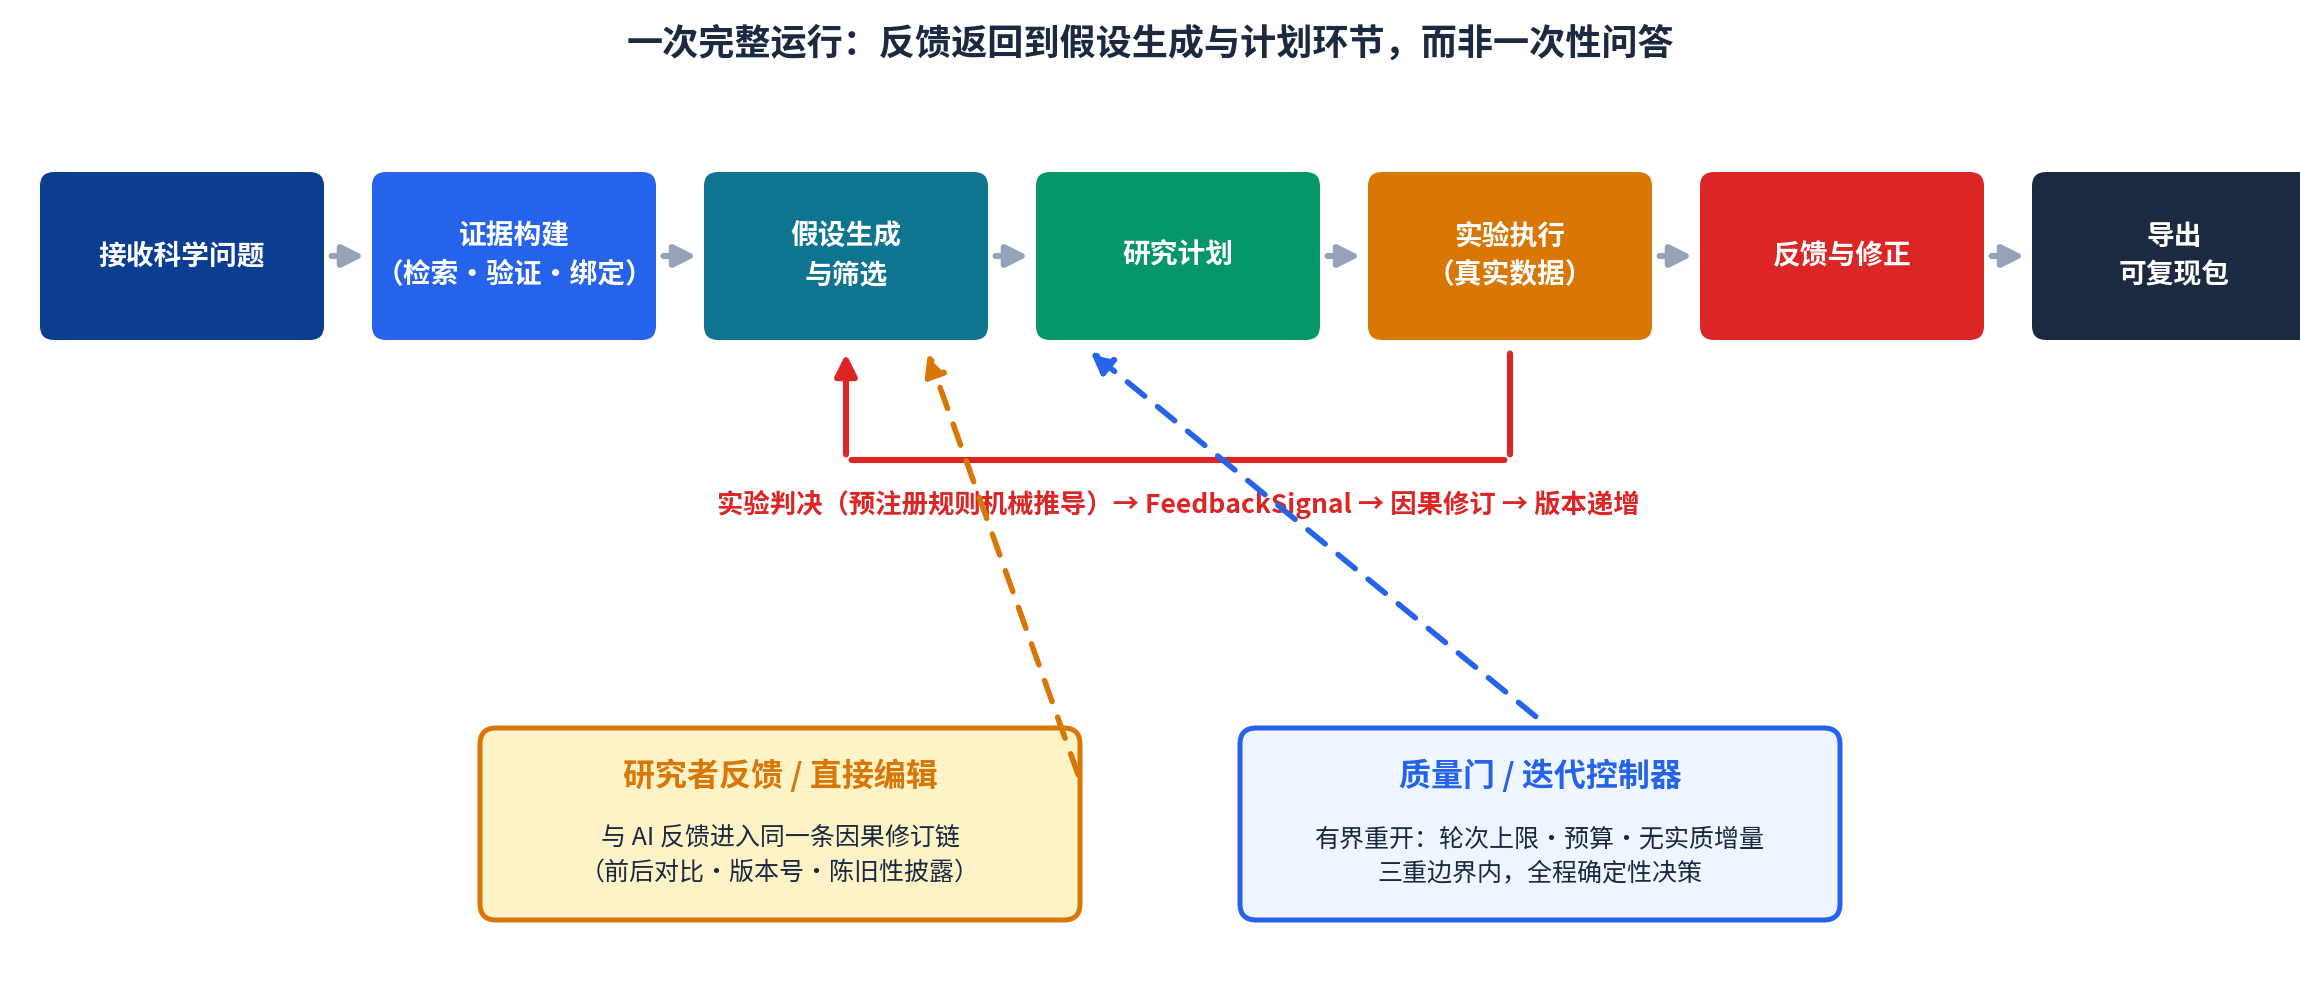 一次完整运行：反馈返回到假设生成与计划环节，而非一次性问答
接收科学问题
证据构建
（检索・验证・绑定）
假设生成
与筛选
研究计划
实验执行
（真实数据）
反馈与修正
导出
可复现包
实验判决（预注册规则机械推导）→ FeedbackSignal → 因果修订 → 版本递增
研究者反馈 / 直接编辑
与 AI 反馈进入同一条因果修订链
（前后对比・版本号・陈旧性披露）
质量门 / 迭代控制器
有界重开：轮次上限・预算・无实质增量
三重边界内，全程确定性决策